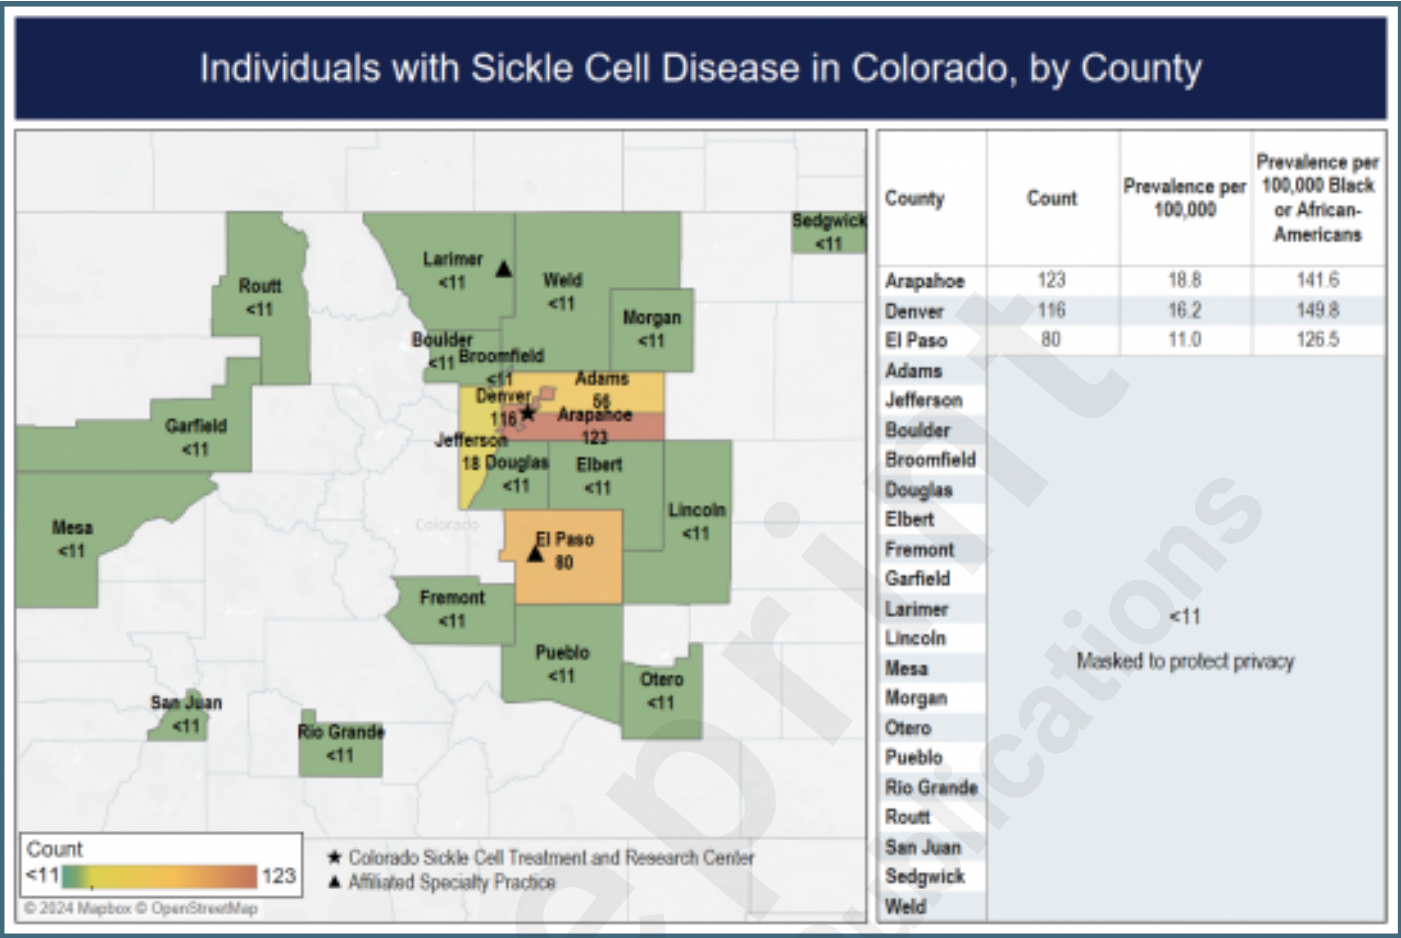 Individuals with Sickle Cell Disease in Colorado, by County
Sedgwick
<11
Larimer
<11
Routt
<11
Weld
<11
Morgan
<11
Boulder
<11
Broomfield
<11
Adams
56
Denver
116
Arapahoe
123
Garfield
<11
Jefferson
18
Douglas
<11
Elbert
<11
Lincoln
<11
Mesa
<11
Colorado
El Paso
80
Fremont
<11
Pueblo
<11
Otero
<11
San Juan
<11
Rio Grande
<11
Count
<11 123
★ Colorado Sickle Cell Treatment and Research Center
▲ Affiliated Specialty Practice
© 2024 Mapbox © OpenStreetMap
County Count Prevalence per 100,000 Prevalence per 100,000 Black or African-Americans
Arapahoe 123 18.8 141.6
Denver 116 16.2 149.8
El Paso 80 11.0 126.5
Adams
Jefferson
Boulder
Broomfield
Douglas
Elbert
Fremont
Garfield
Larimer
Lincoln
Mesa
Morgan
Otero
Pueblo
Rio Grande
Routt
San Juan
Sedgwick
Weld
<11
Masked to protect privacy